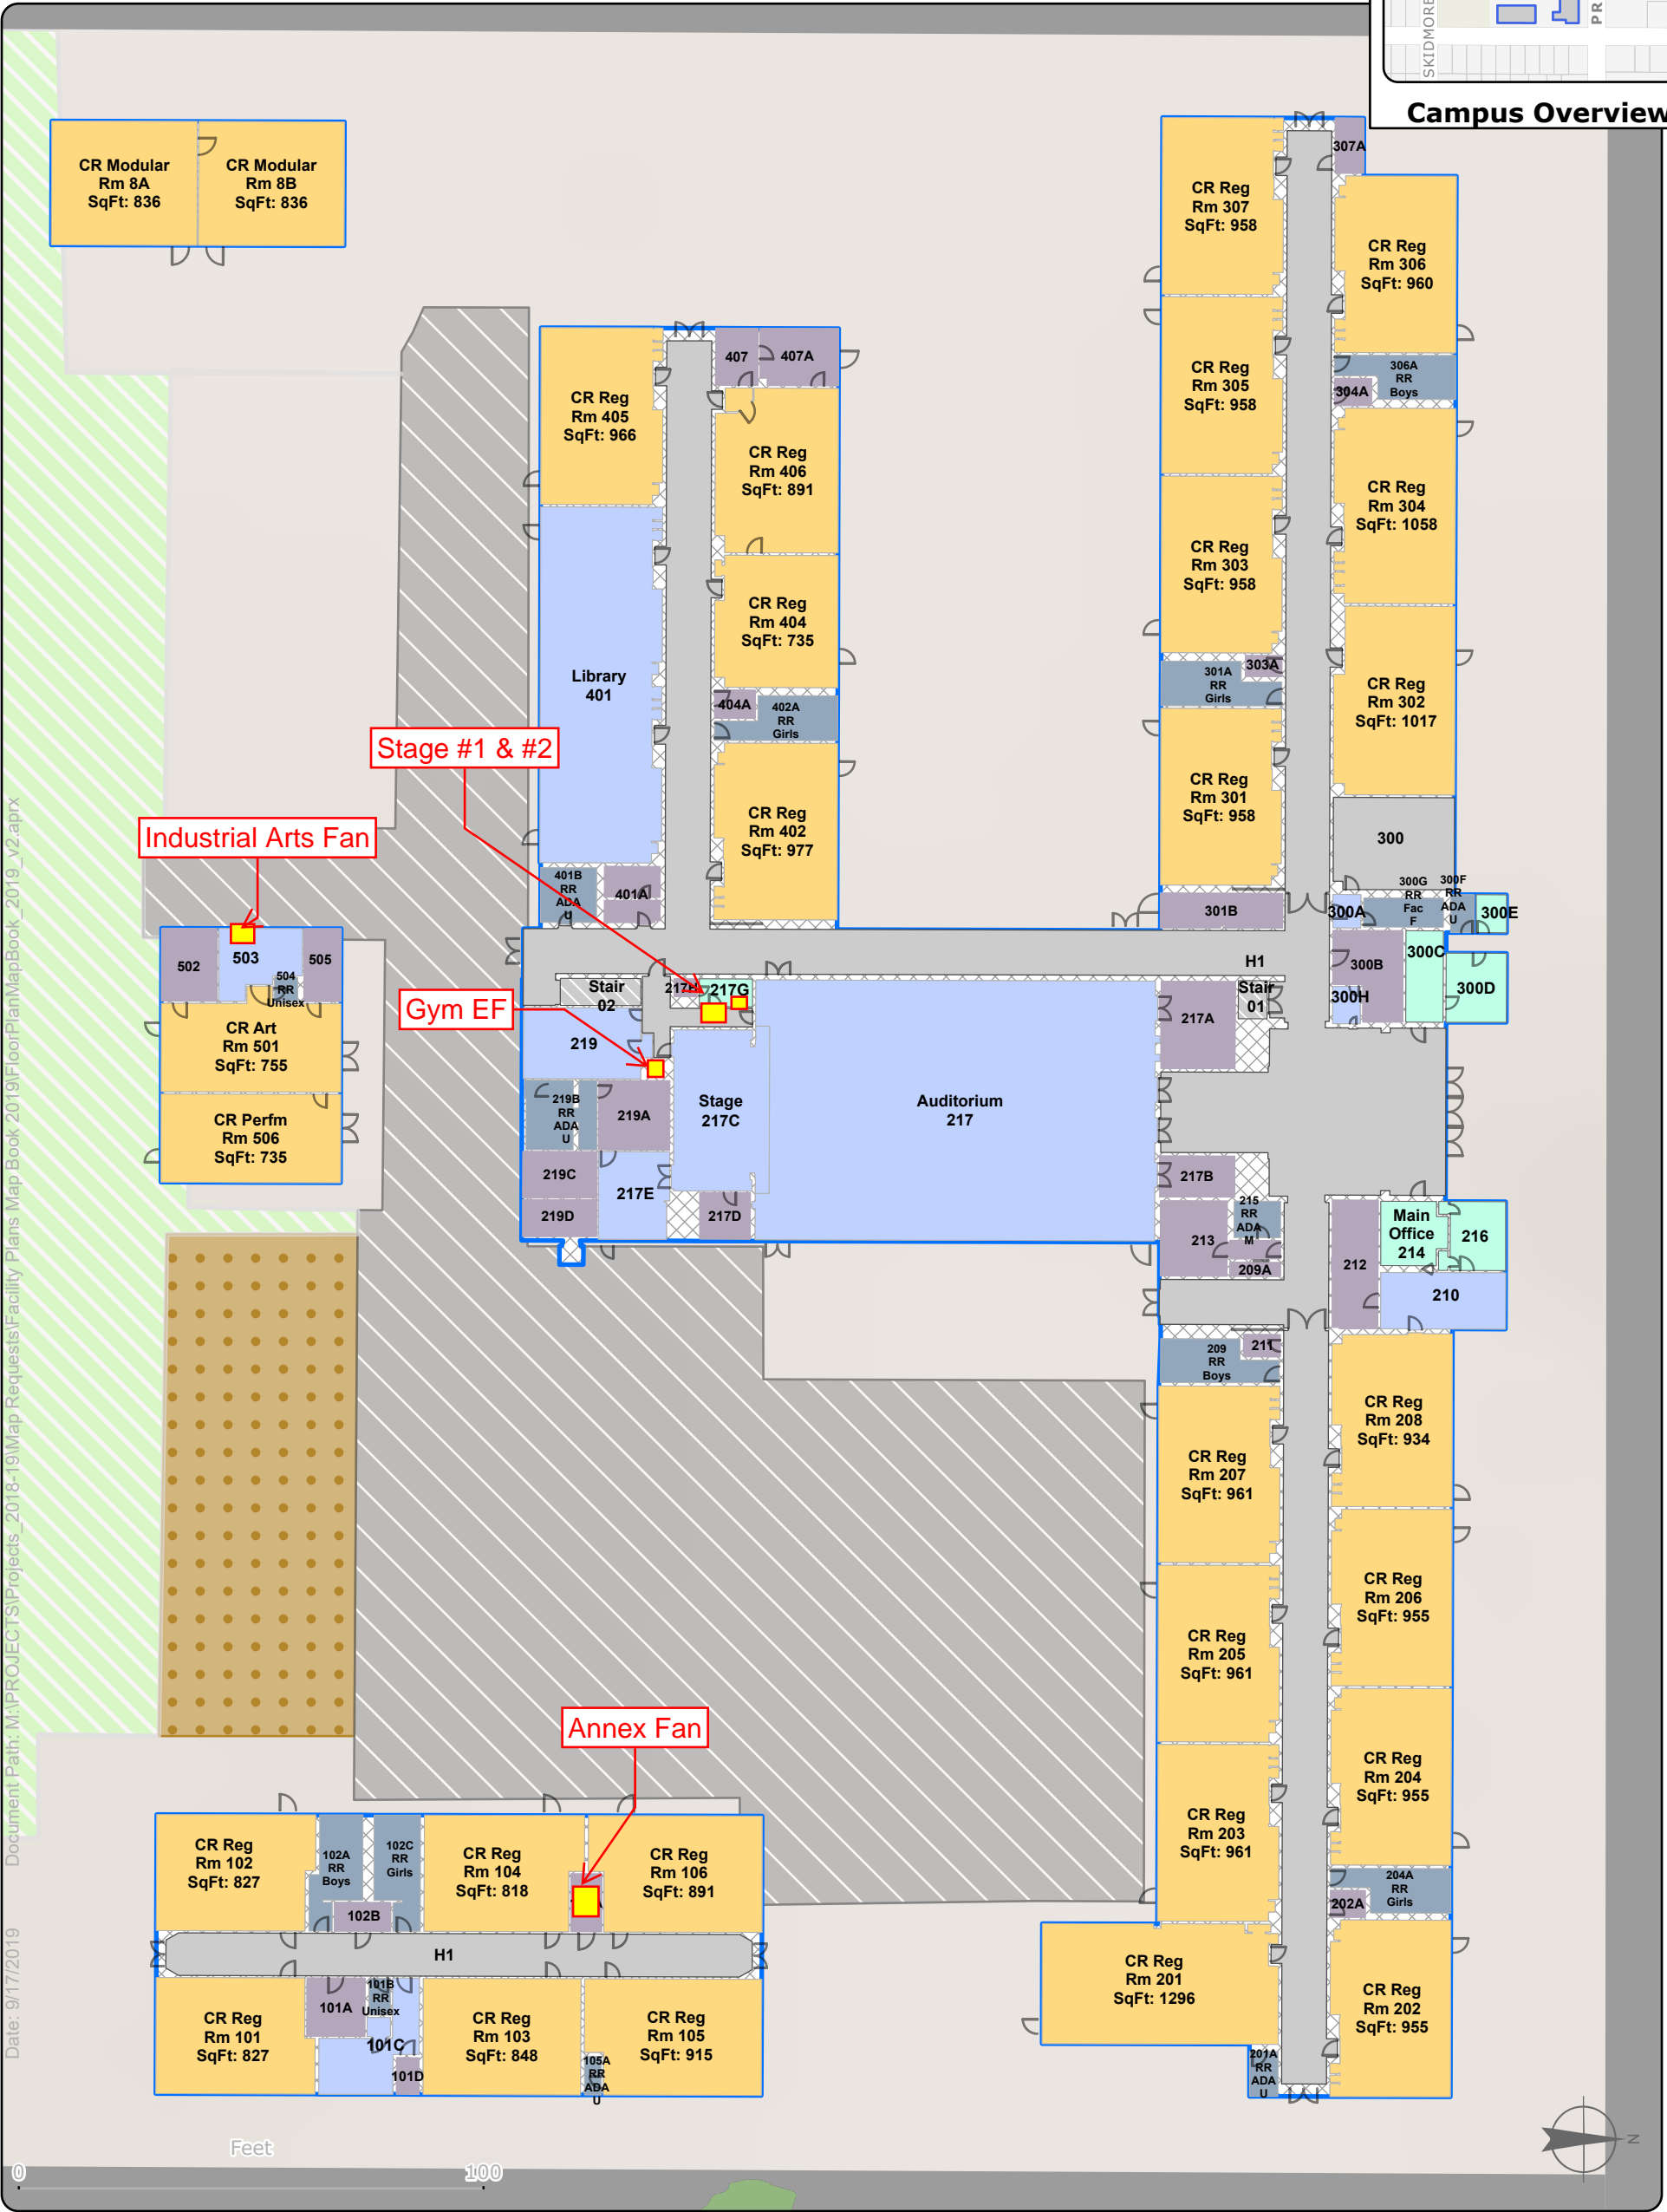 SKIDMORE
PR
Campus Overview
CR Modular
Rm 8A
SqFt: 836
CR Modular
Rm 8B
SqFt: 836
307A
CR Reg
Rm 307
SqFt: 958
CR Reg
Rm 306
SqFt: 960
CR Reg
Rm 305
SqFt: 958
306A
RR
Boys
304A
CR Reg
Rm 304
SqFt: 1058
CR Reg
Rm 303
SqFt: 958
303A
301A
RR
Girls
CR Reg
Rm 302
SqFt: 1017
CR Reg
Rm 301
SqFt: 958
300
301B
300A
300G
RR
Fac
F
300F
RR
ADA
U
300E
300B
300C
300D
300H
407
407A
CR Reg
Rm 405
SqFt: 966
CR Reg
Rm 406
SqFt: 891
CR Reg
Rm 404
SqFt: 735
Library
401
404A
402A
RR
Girls
CR Reg
Rm 402
SqFt: 977
401B
RR
ADA
U
401A
Stage #1 & #2
Industrial Arts Fan
Gym EF
502
503
504
RR
Unisex
505
CR Art
Rm 501
SqFt: 755
CR Perfm
Rm 506
SqFt: 735
H1
Stair
02
217H
217G
Stair
01
217A
219
219B
RR
ADA
U
219A
Stage
217C
Auditorium
217
219C
217E
219D
217D
217B
215
RR
ADA
M
213
209A
212
Main
Office
214
216
210
211
209
RR
Boys
CR Reg
Rm 208
SqFt: 934
CR Reg
Rm 207
SqFt: 961
CR Reg
Rm 206
SqFt: 955
CR Reg
Rm 205
SqFt: 961
CR Reg
Rm 204
SqFt: 955
CR Reg
Rm 203
SqFt: 961
204A
RR
Girls
202A
CR Reg
Rm 201
SqFt: 1296
CR Reg
Rm 202
SqFt: 955
201A
RR
ADA
U
Annex Fan
CR Reg
Rm 102
SqFt: 827
102A
RR
Boys
102C
RR
Girls
102B
CR Reg
Rm 104
SqFt: 818
CR Reg
Rm 106
SqFt: 891
H1
CR Reg
Rm 101
SqFt: 827
101A
101B
RR
Unisex
101C
101D
CR Reg
Rm 103
SqFt: 848
CR Reg
Rm 105
SqFt: 915
105A
RR
ADA
U
Document Path: M:\PROJECTS\Projects_2018-19\Map Requests\Facility Plans Map Book 2019\FloorPlanMapBook_2019_v2.aprx
Date: 9/17/2019
Feet
0
100
N